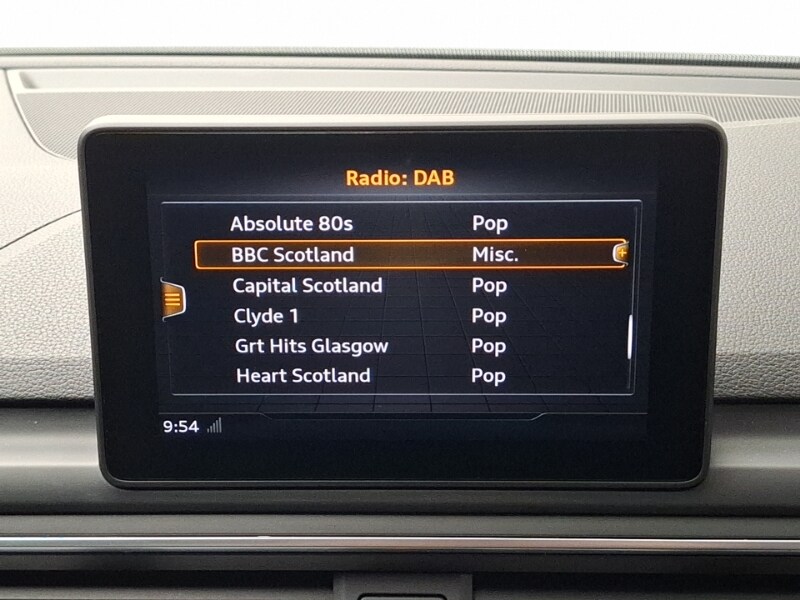 Radio: DAB
Absolute 80s Pop
BBC Scotland Misc.
Capital Scotland Pop
Clyde 1 Pop
Grt Hits Glasgow Pop
Heart Scotland Pop
9:54